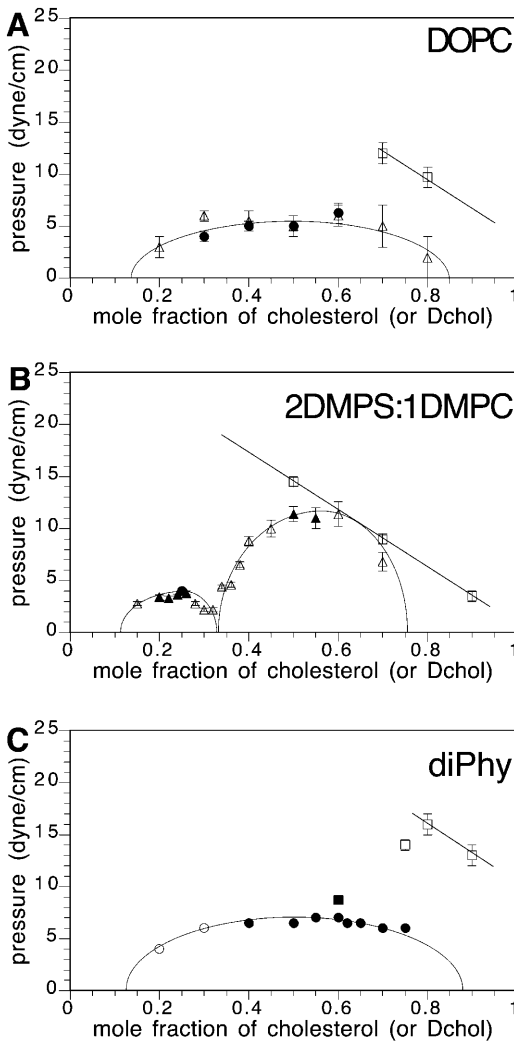 A
DOPC
pressure (dyne/cm)
25
20
15
10
5
0
0 0.2 0.4 0.6 0.8 1
mole fraction of cholesterol (or Dchol)
B
2DMPS:1DMPC
pressure (dyne/cm)
25
20
15
10
5
0
0 0.2 0.4 0.6 0.8 1
mole fraction of cholesterol (or Dchol)
C
diPhy
pressure (dyne/cm)
25
20
15
10
5
0
0 0.2 0.4 0.6 0.8 1
mole fraction of cholesterol (or Dchol)